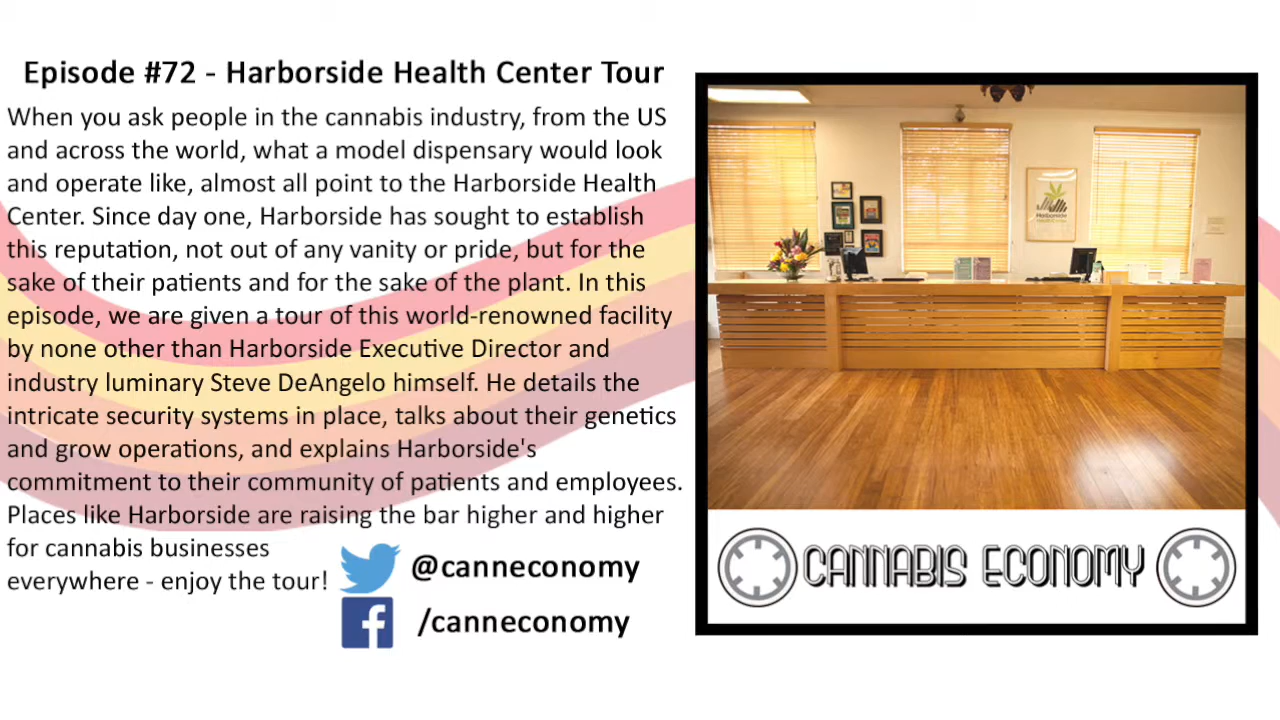 Episode #72 - Harborside Health Center Tour
When you ask people in the cannabis industry, from the US
and across the world, what a model dispensary would look
and operate like, almost all point to the Harborside Health
Center. Since day one, Harborside has sought to establish
this reputation, not out of any vanity or pride, but for the
sake of their patients and for the sake of the plant. In this
episode, we are given a tour of this world-renowned facility
by none other than Harborside Executive Director and
industry luminary Steve DeAngelo himself. He details the
intricate security systems in place, talks about their genetics
and grow operations, and explains Harborside's
commitment to their community of patients and employees.
Places like Harborside are raising the bar higher and higher
for cannabis businesses
everywhere - enjoy the tour!
@canneconomy
/canneconomy
Harborside
CANNABIS ECONOMY